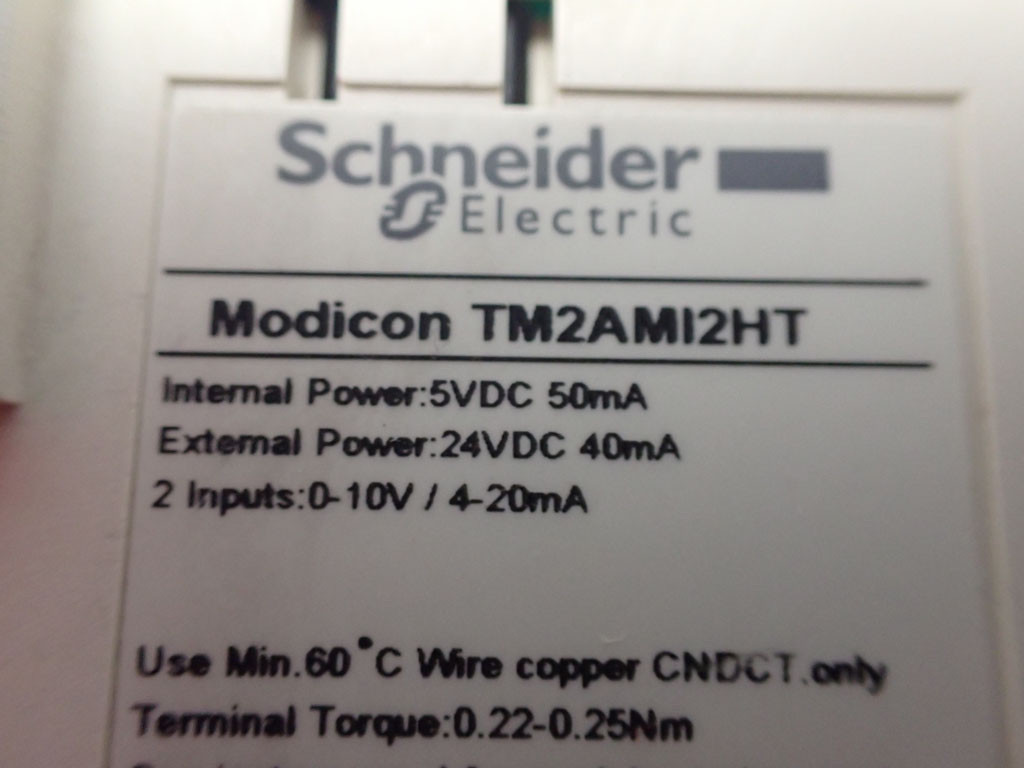 Schneider
Electric
Modicon TM2AMI2HT
Internal Power:5VDC 50mA
External Power:24VDC 40mA
2 Inputs:0-10V / 4-20mA
Use Min.60°C Wire copper CNDCT.only
Terminal Torque:0.22-0.25Nm